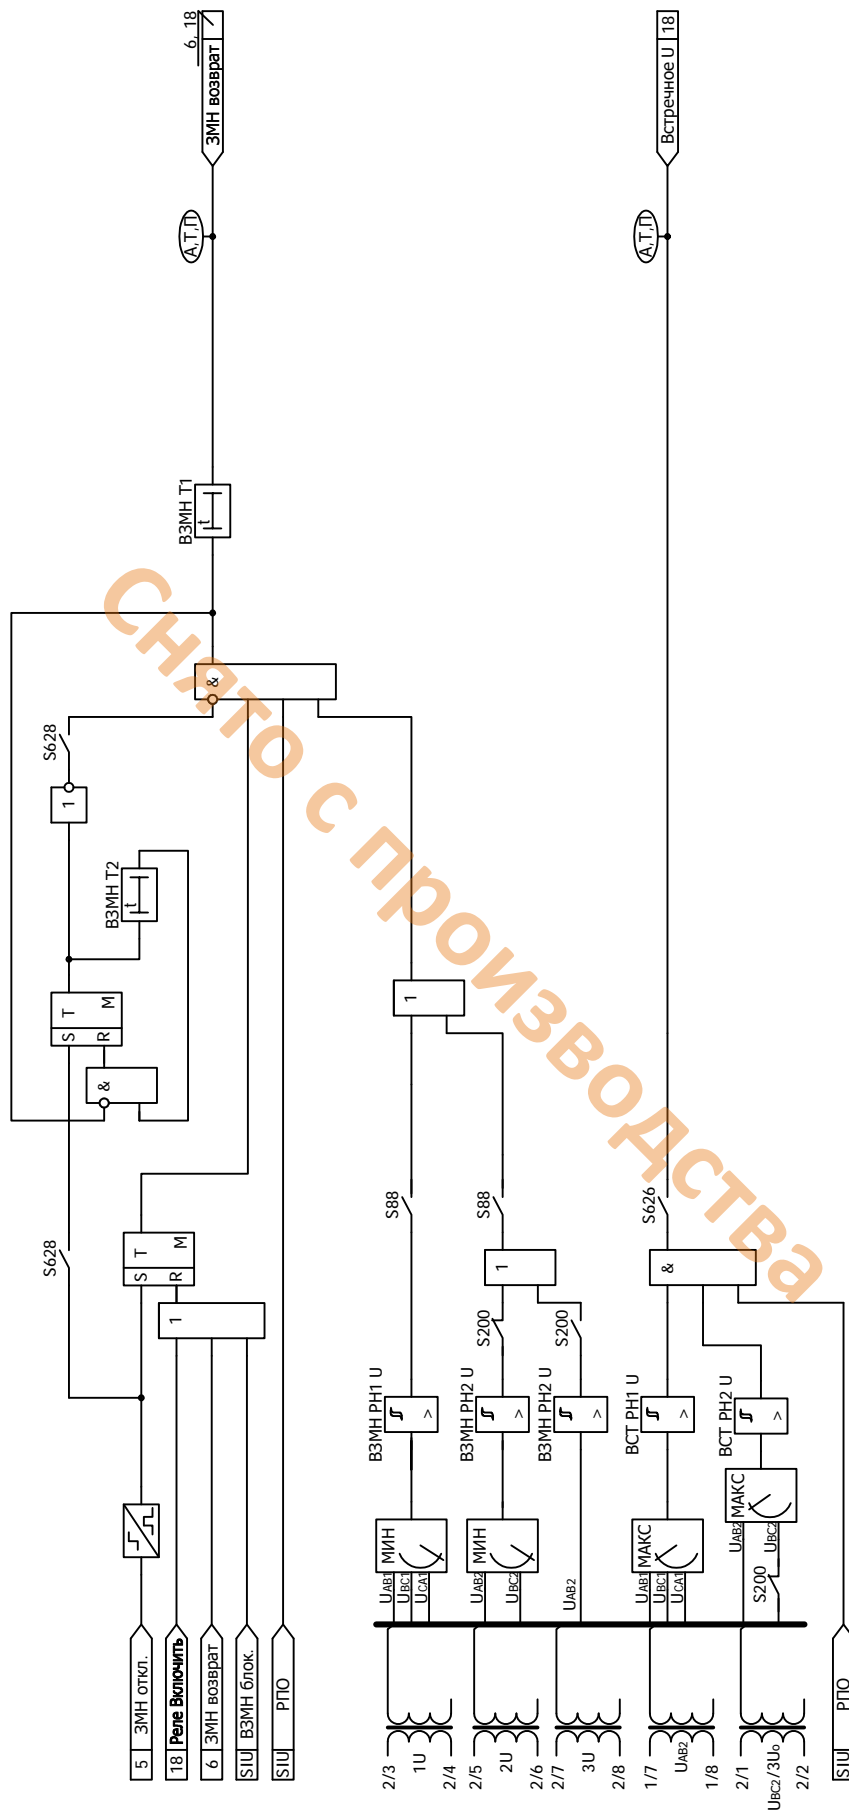 6, 18
ЗМН возврат
А,Т,П
ВЗМН Т1
&
S628
1
ВЗМН Т2
t
t
S
T
R
M
&
S628
S
T
R
M
1
5 ЗМН откл.
18 Реле Включить
6 ЗМН возврат
SIU ВЗМН блок.
SIU РПО
Встречное U 18
А,Т,П
1
S88
S88
S626
1
&
S200
S200
ВЗМН РН1 U
>
ВЗМН РН2 U
>
ВЗМН РН2 U
>
ВСТ РН1 U
>
ВСТ РН2 U
>
МИН
UAB1
UBC1
UCA1
МИН
UAB2
UBC2
UAB2
МАКС
UAB1
UBC1
UCA1
МАКС
UAB2
UBC2
S200
2/3 1U 2/4
2/5 2U 2/6
2/7 3U 2/8
1/7 UAB2 1/8
2/1 UBC2/3U0 2/2
SIU РПО
Снято с производства